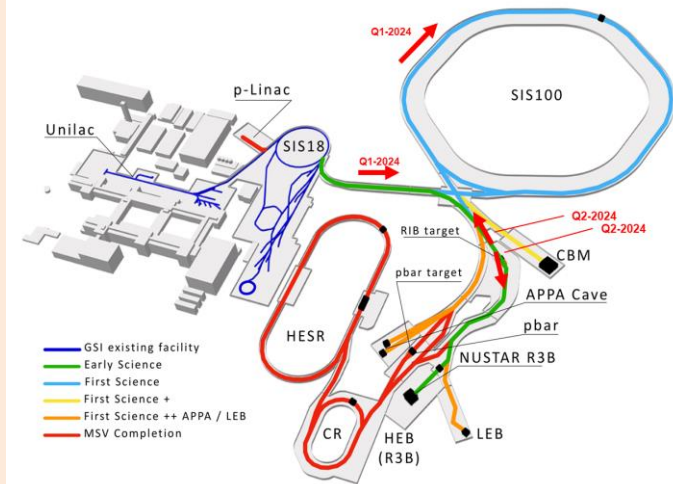 Q1-2024
SIS100
p-Linac
Unilac
SIS18
Q1-2024
Q2-2024
Q2-2024
RIB target
CBM
pbar target
APPA Cave
HESR
pbar
NUSTAR R3B
GSI existing facility
Early Science
First Science
First Science +
First Science ++ APPA / LEB
MSV Completion
CR
HEB
(R3B)
LEB